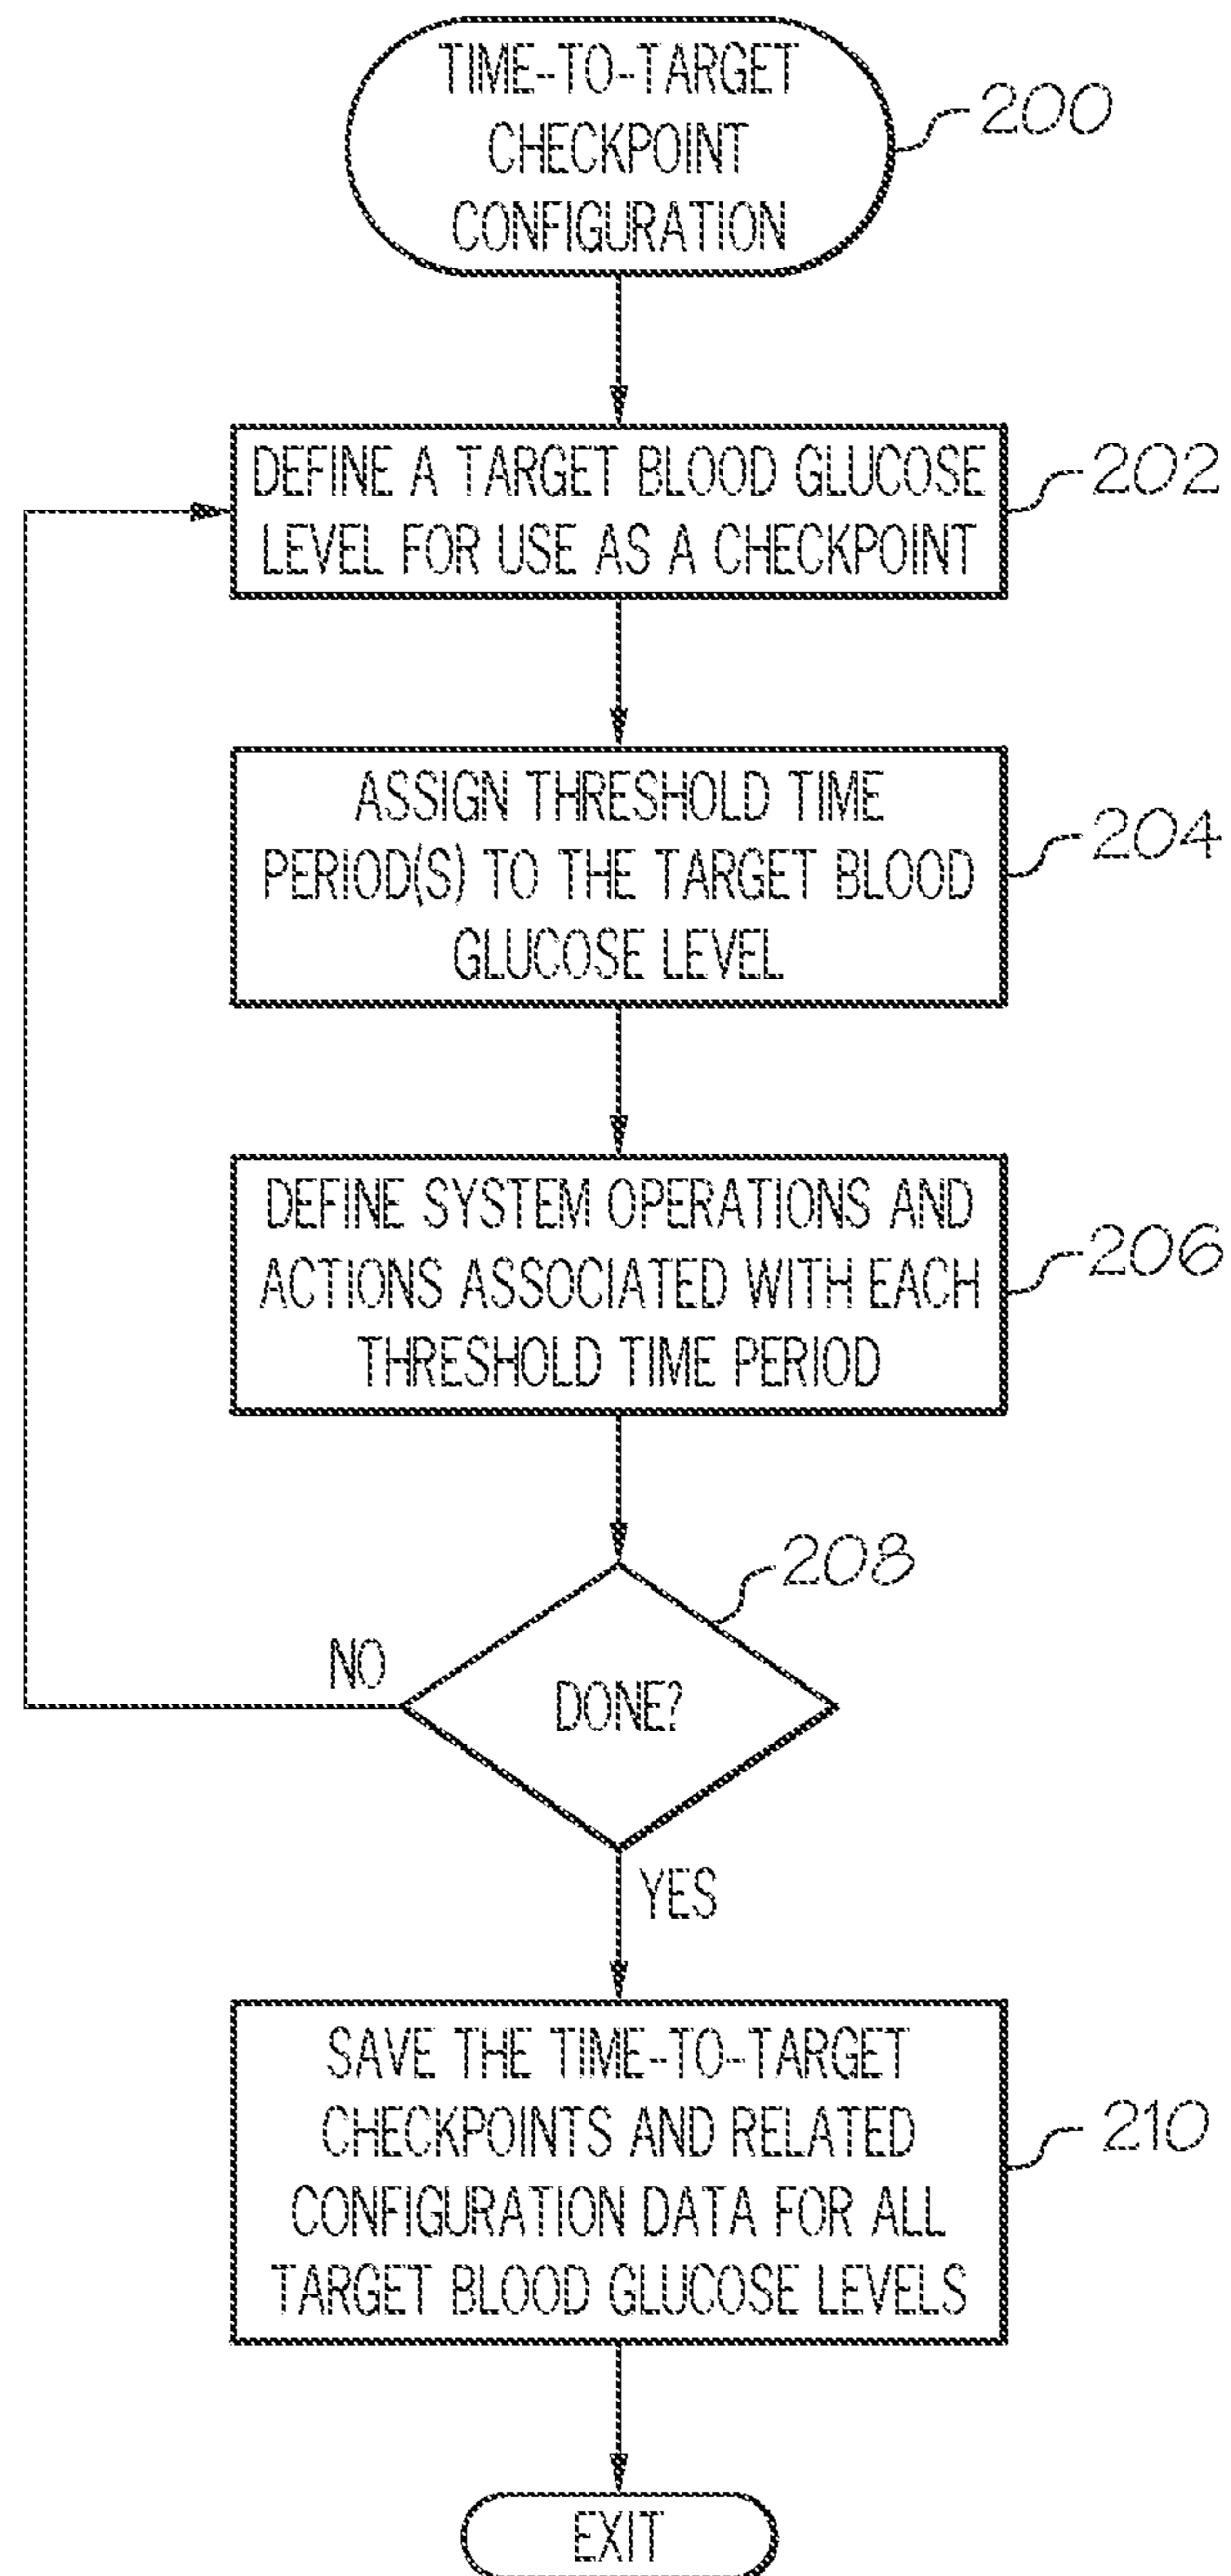 TIME-TO-TARGET
CHECKPOINT
CONFIGURATION
200
DEFINE A TARGET BLOOD GLUCOSE
LEVEL FOR USE AS A CHECKPOINT
202
ASSIGN THRESHOLD TIME
PERIOD(S) TO THE TARGET BLOOD
GLUCOSE LEVEL
204
DEFINE SYSTEM OPERATIONS AND
ACTIONS ASSOCIATED WITH EACH
THRESHOLD TIME PERIOD
206
208
NO
DONE?
YES
SAVE THE TIME-TO-TARGET
CHECKPOINTS AND RELATED
CONFIGURATION DATA FOR ALL
TARGET BLOOD GLUCOSE LEVELS
210
EXIT